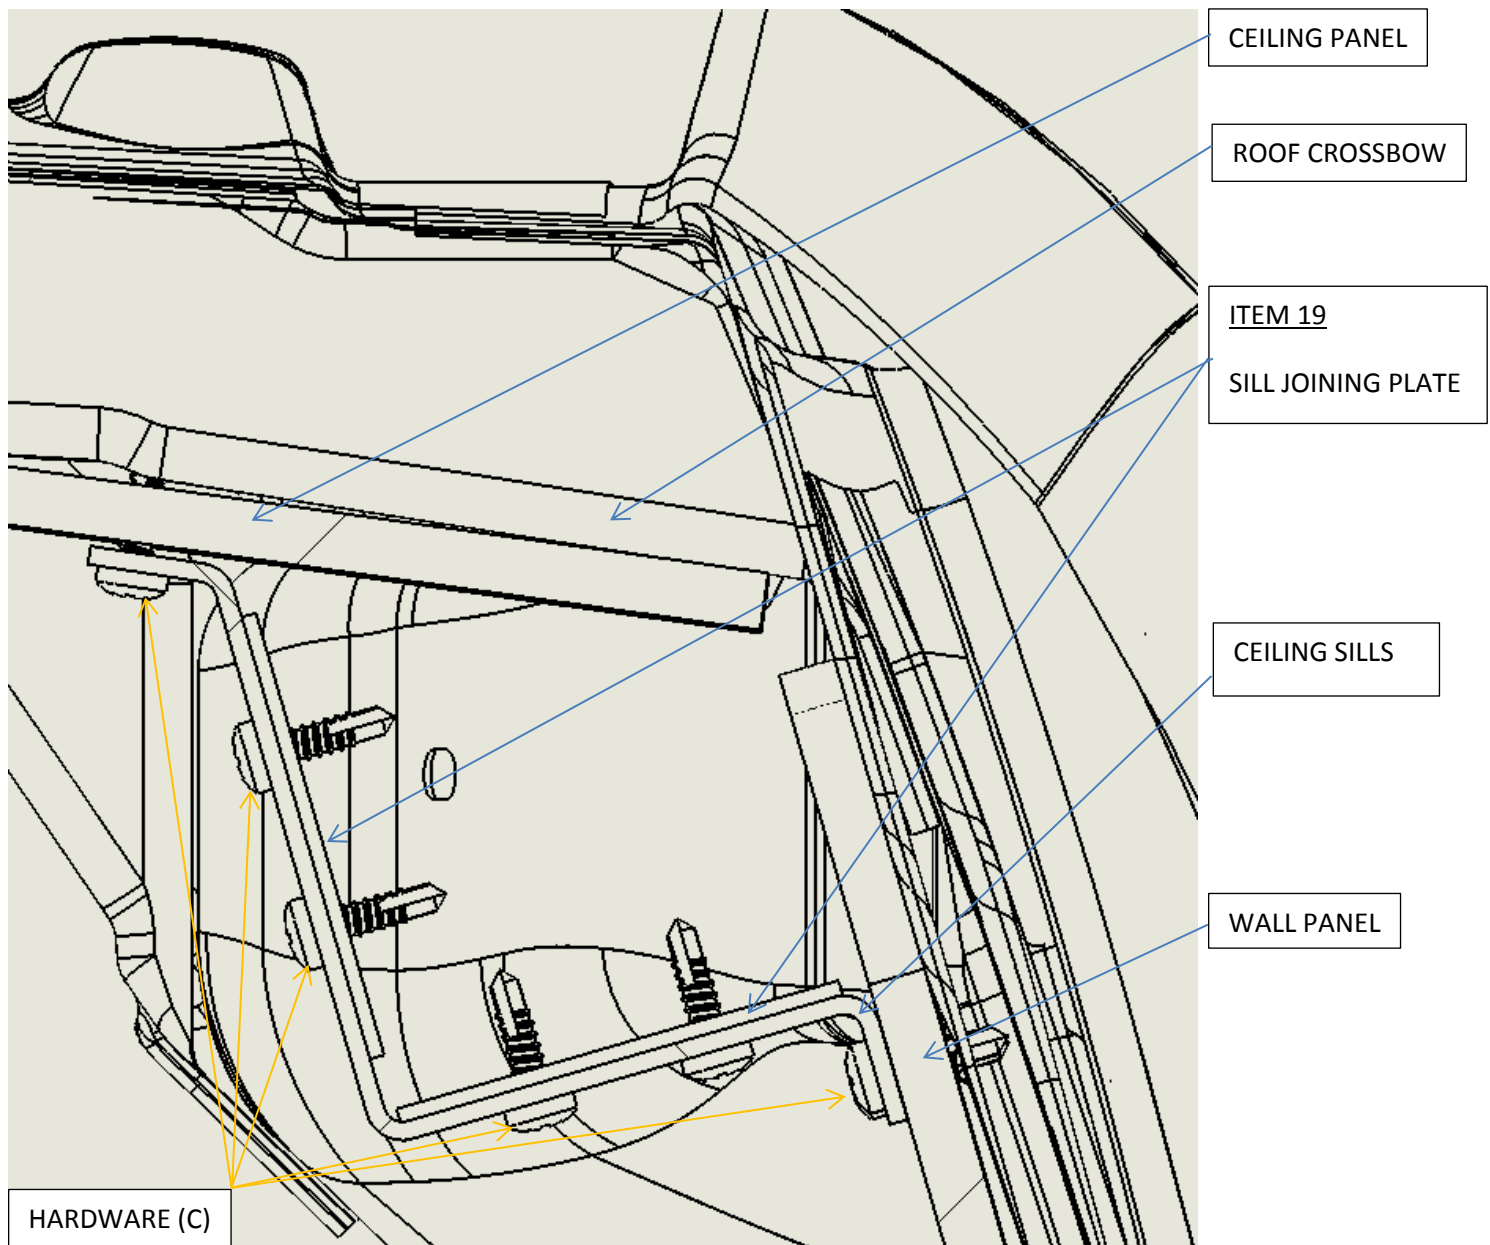 CEILING PANEL
ROOF CROSSBOW
ITEM 19
SILL JOINING PLATE
CEILING SILLS
WALL PANEL
HARDWARE (C)